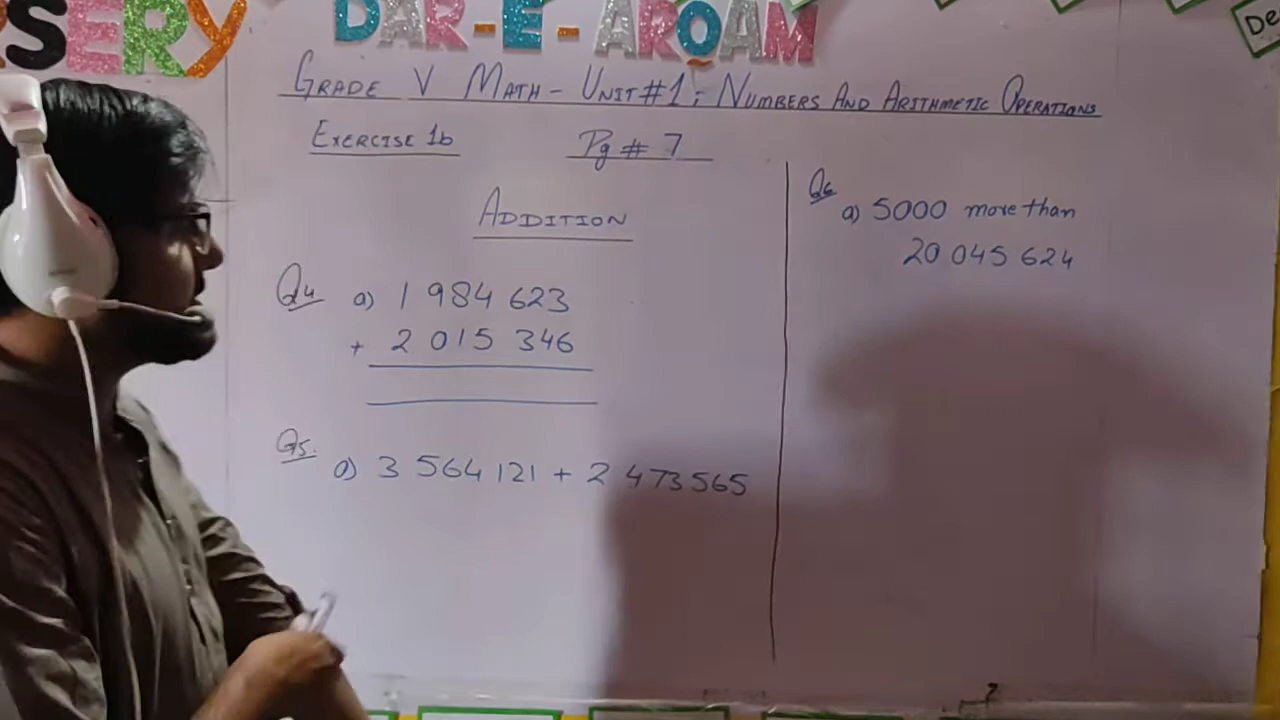 SERY DAR-E-AROAM
De
GRADE V MATH - UNIT #1; NUMBERS AND ARITHMETIC OPERATIONS
EXERCISE 1b Pg # 7
ADDITION
Q4 a) 1 984 623
+ 2 015 346
Q5. a) 3 564 121 + 2 473 565
Q6
a) 5000 more than
20 045 624